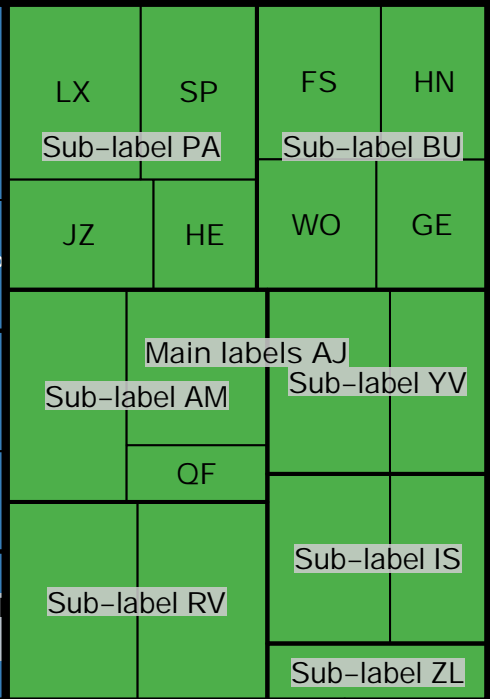 LX
SP
FS
HN
Sub-label PA
Sub-label BU
JZ
HE
WO
GE
Main labels AJ
Sub-label AM
Sub-label YV
QF
Sub-label RV
Sub-label IS
Sub-label ZL